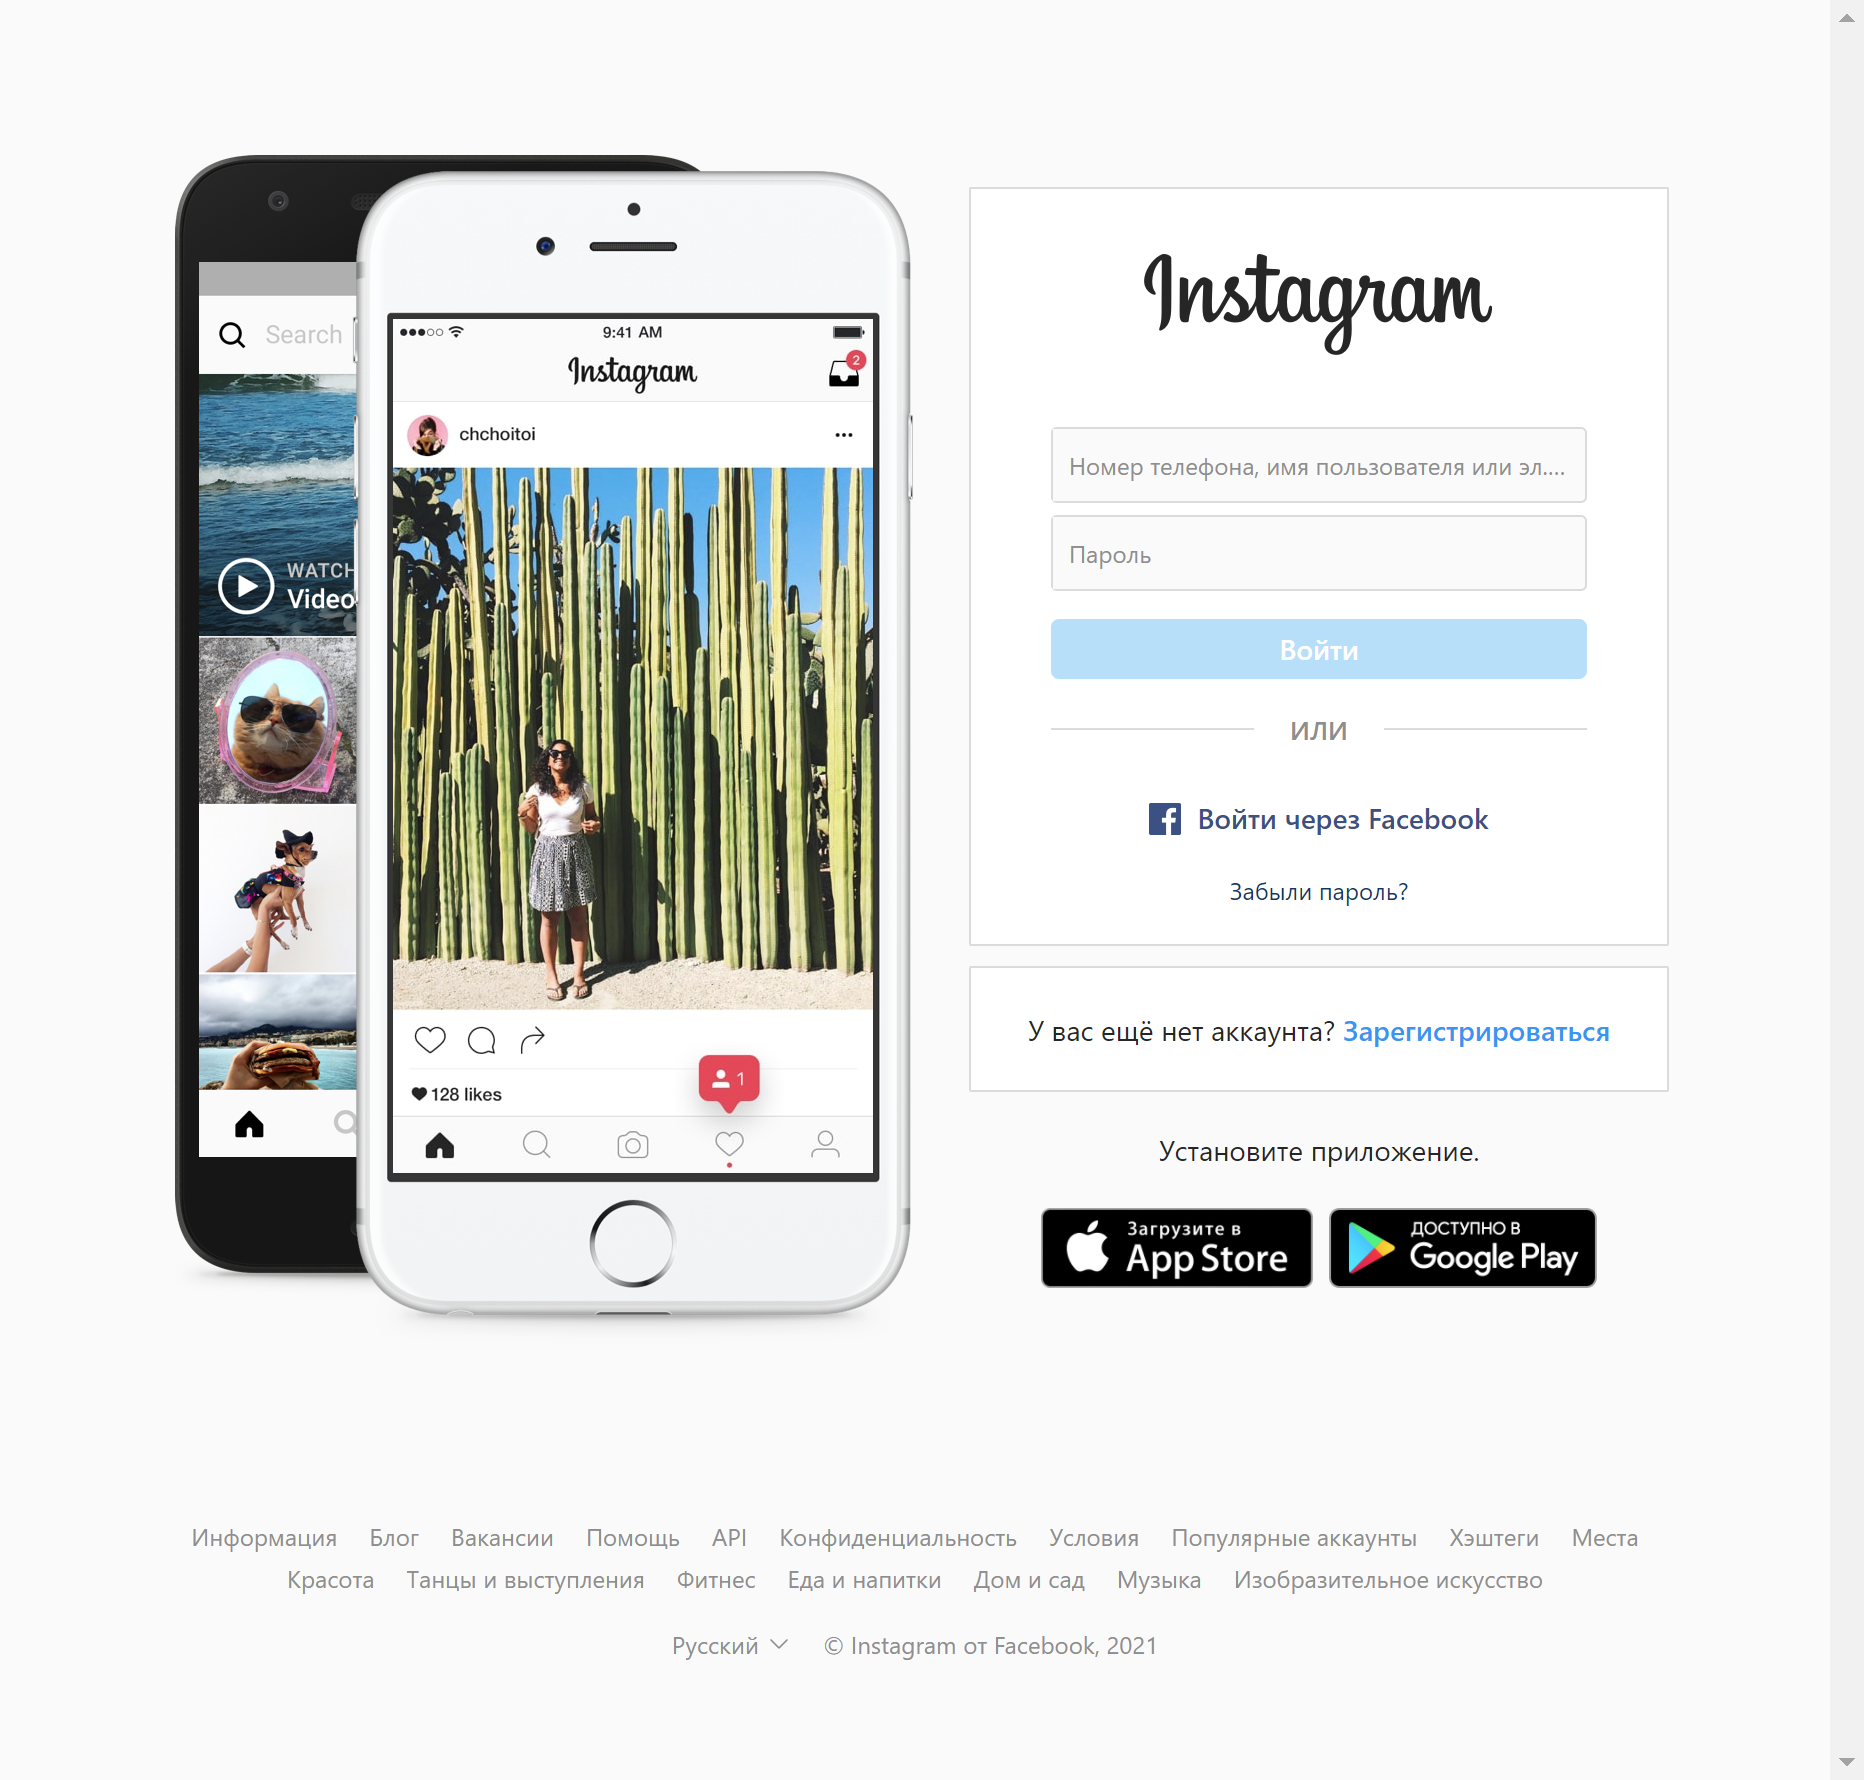 Search
WATCH
Video
9:41 AM
Instagram
2
chchoitoi
1
128 likes
Instagram
Номер телефона, имя пользователя или эл....
Пароль
Войти
ИЛИ
Войти через Facebook
Забыли пароль?
У вас ещё нет аккаунта? Зарегистрироваться
Установите приложение.
Загрузите в
App Store
ДОСТУПНО В
Google Play
Информация Блог Вакансии Помощь API Конфиденциальность Условия Популярные аккаунты Хэштеги Места
Красота Танцы и выступления Фитнес Еда и напитки Дом и сад Музыка Изобразительное искусство
Русский © Instagram от Facebook, 2021